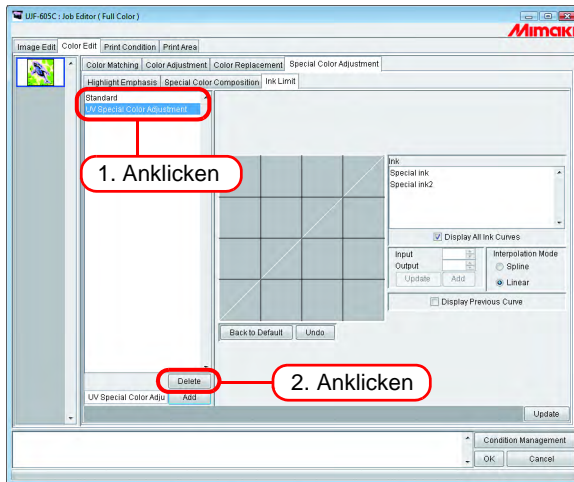 UJF-605C : Job Editor ( Full Color )
Mimaki
Image Edit Color Edit Print Condition Print Area
Color Matching Color Adjustment Color Replacement Special Color Adjustment
Highlight Emphasis Special Color Composition Ink Limit
Standard
UV Special Color Adjustment
1. Anklicken
Ink
Special ink
Special ink2
Display All Ink Curves
Input
Output
Update Add
Interpolation Mode
Spline
Linear
Display Previous Curve
Back to Default Undo
Delete
2. Anklicken
UV Special Color Adju Add
Update
Condition Management
OK Cancel